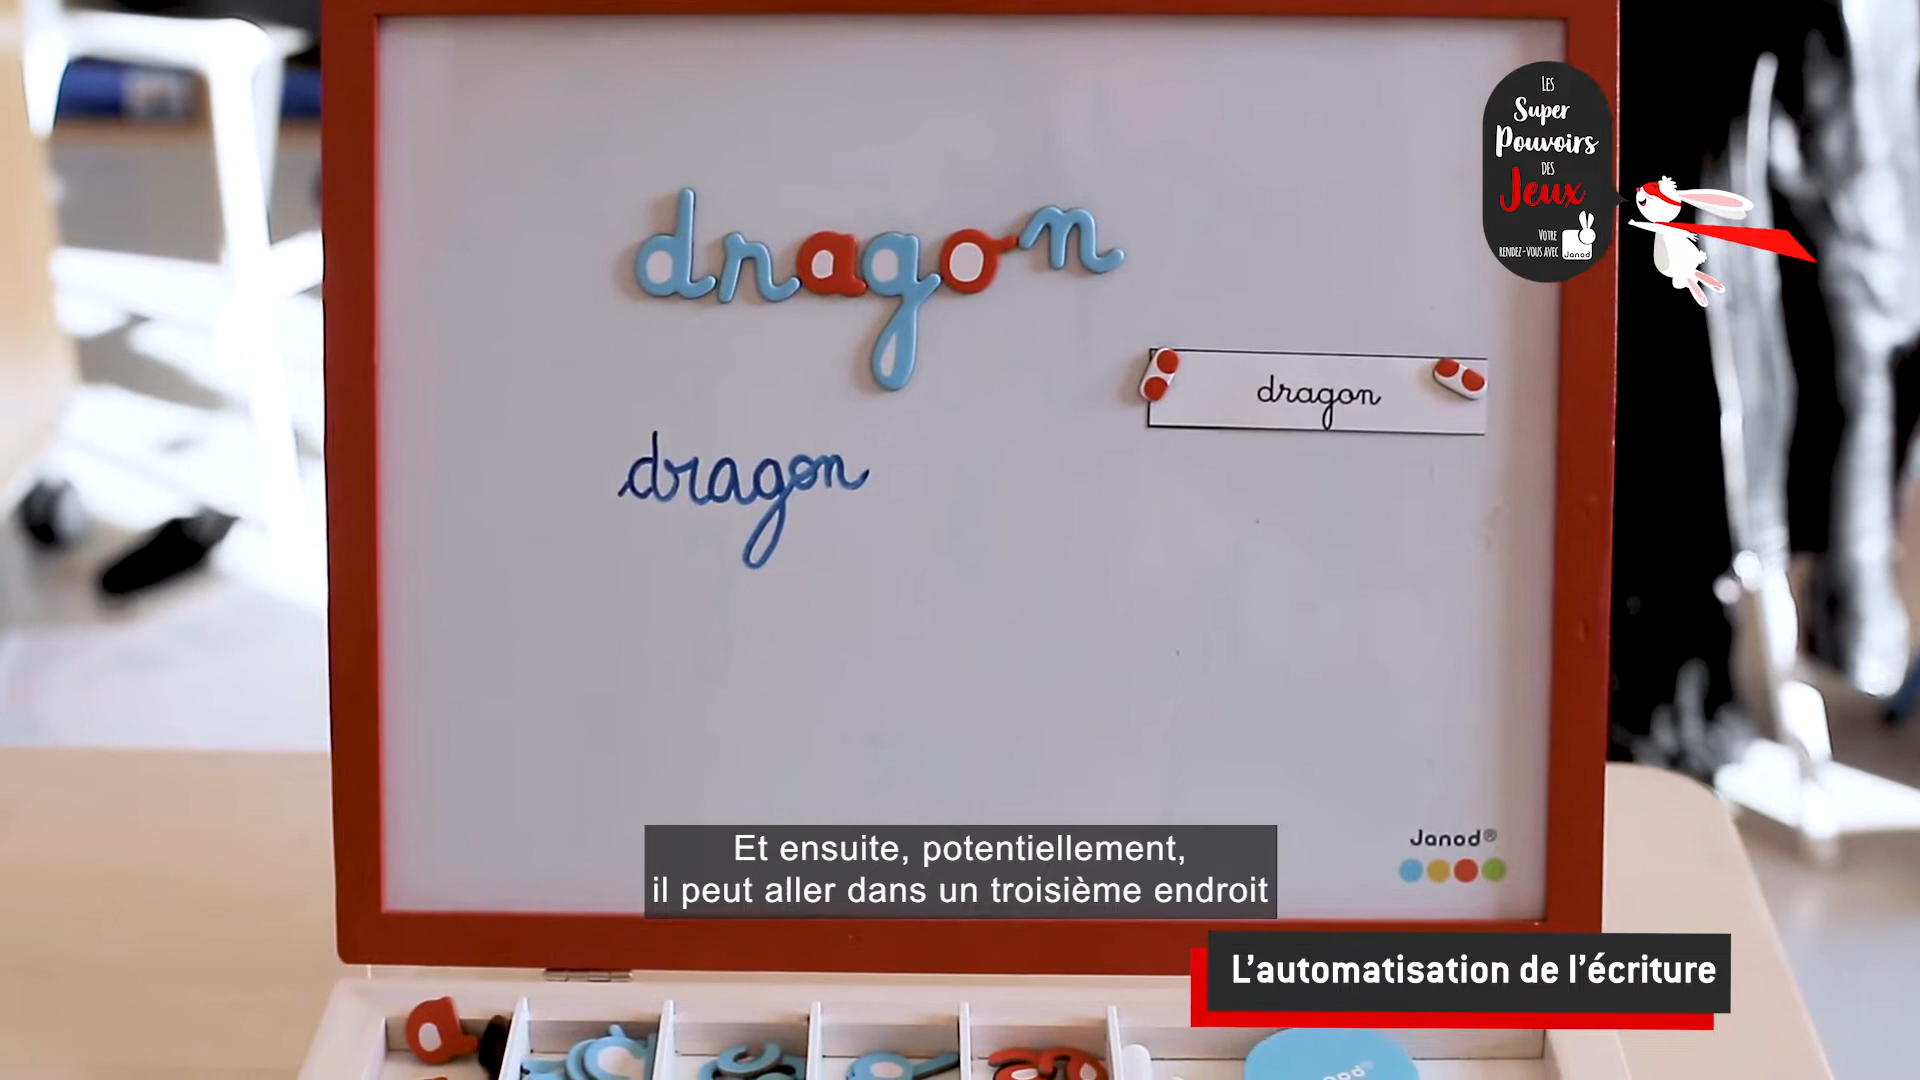 Les
Super
Pouvoirs
des
Jeux
Votre
rendez-vous avec
Janod
dragon
dragon
dragon
Janod®
Et ensuite, potentiellement,
il peut aller dans un troisième endroit
L'automatisation de l'écriture